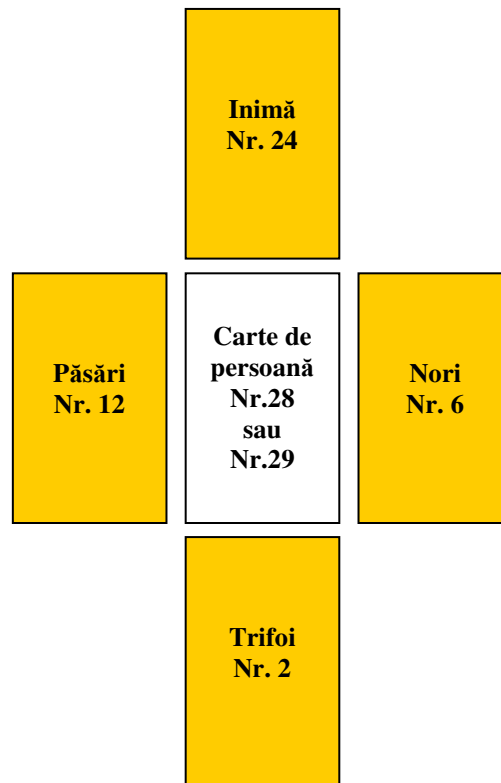 Inimă
Nr. 24
Păsări
Nr. 12
Carte de
persoană
Nr.28
sau
Nr.29
Nori
Nr. 6
Trifoi
Nr. 2